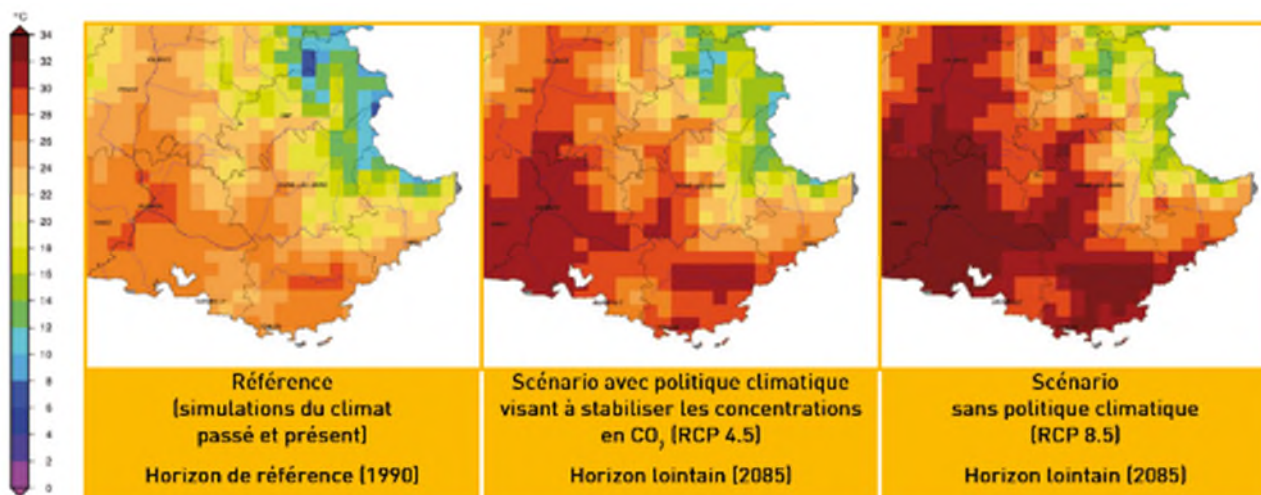 °C
34
32
30
28
26
24
22
20
18
16
14
12
10
8
6
4
2
0
Référence
(simulations du climat
passé et présent)
Horizon de référence (1990)
Scénario avec politique climatique
visant à stabiliser les concentrations
en CO₂ (RCP 4.5)
Horizon lointain (2085)
Scénario
sans politique climatique
(RCP 8.5)
Horizon lointain (2085)